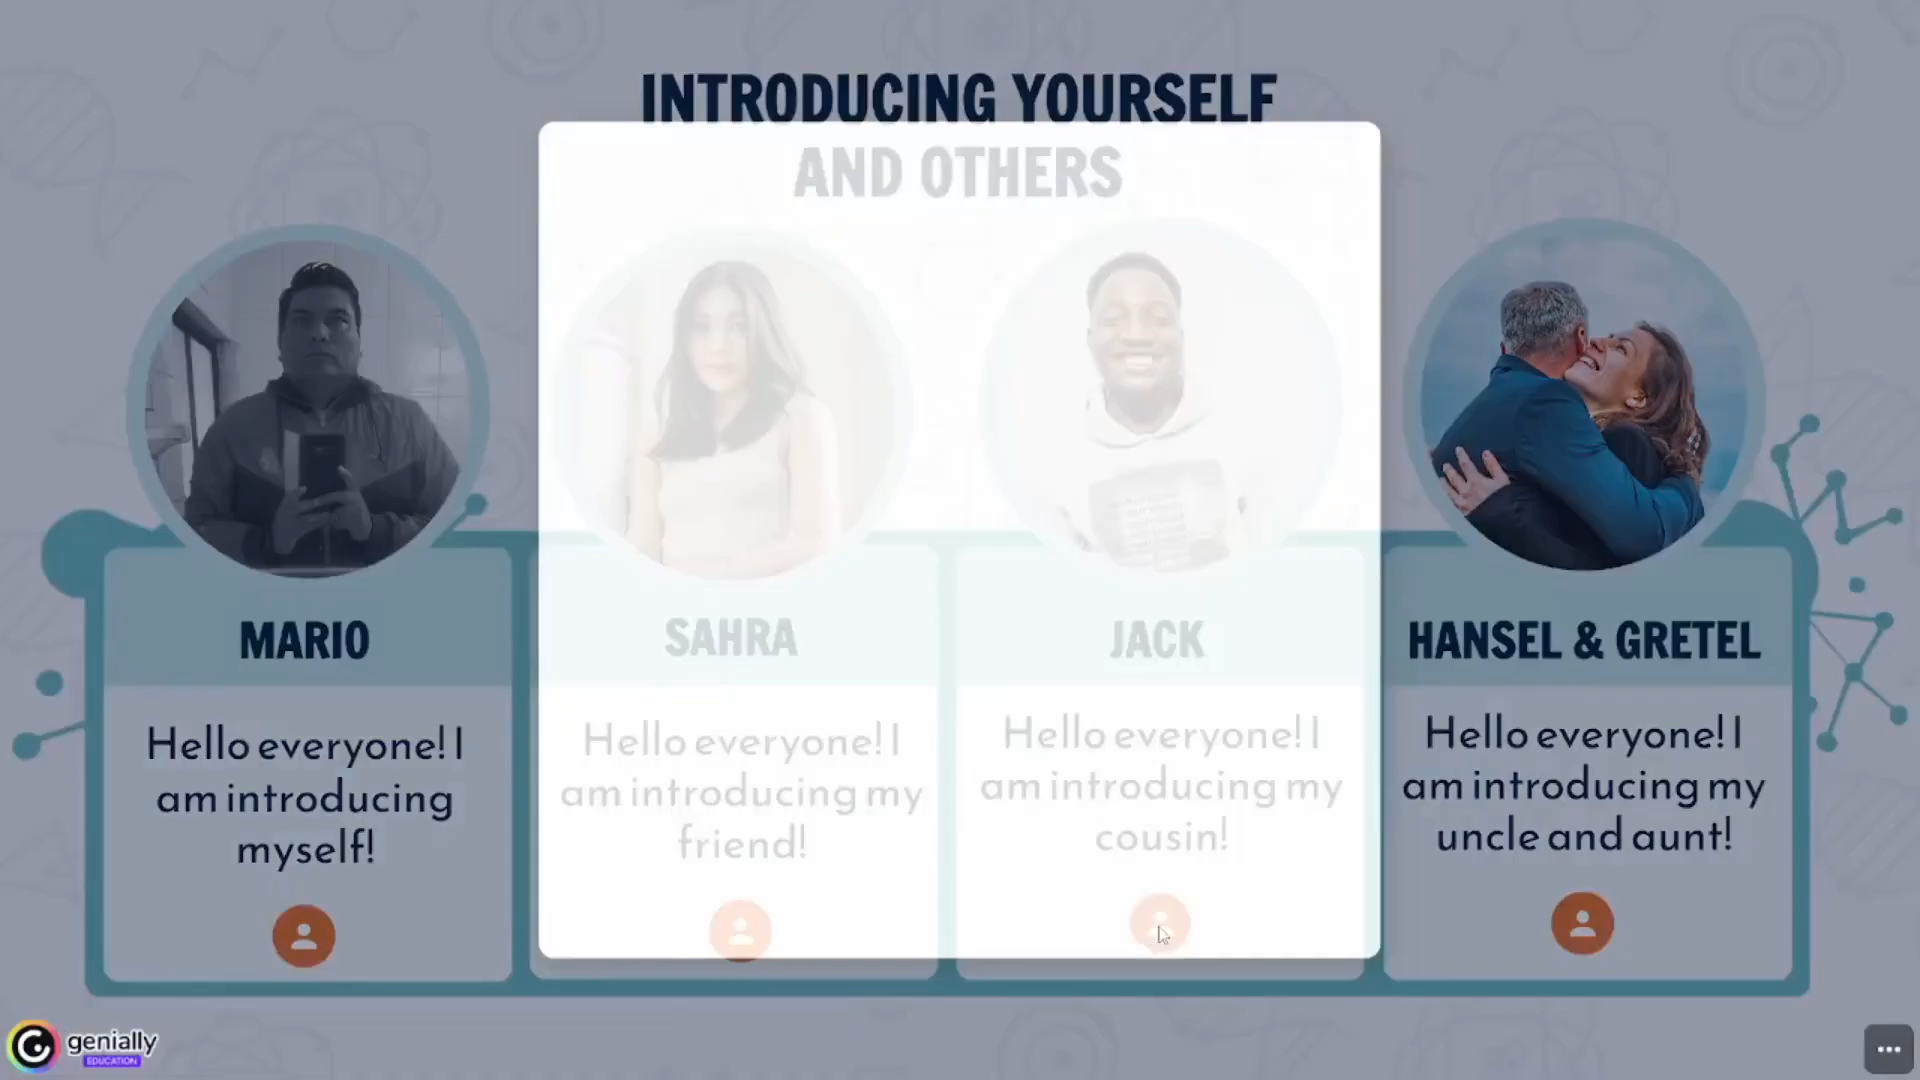 INTRODUCING YOURSELF
AND OTHERS
MARIO
Hello everyone! I
am introducing
myself!
SAHRA
Hello everyone! I
am introducing my
friend!
JACK
Hello everyone! I
am introducing my
cousin!
HANSEL & GRETEL
Hello everyone! I
am introducing my
uncle and aunt!
genially
EDUCATION